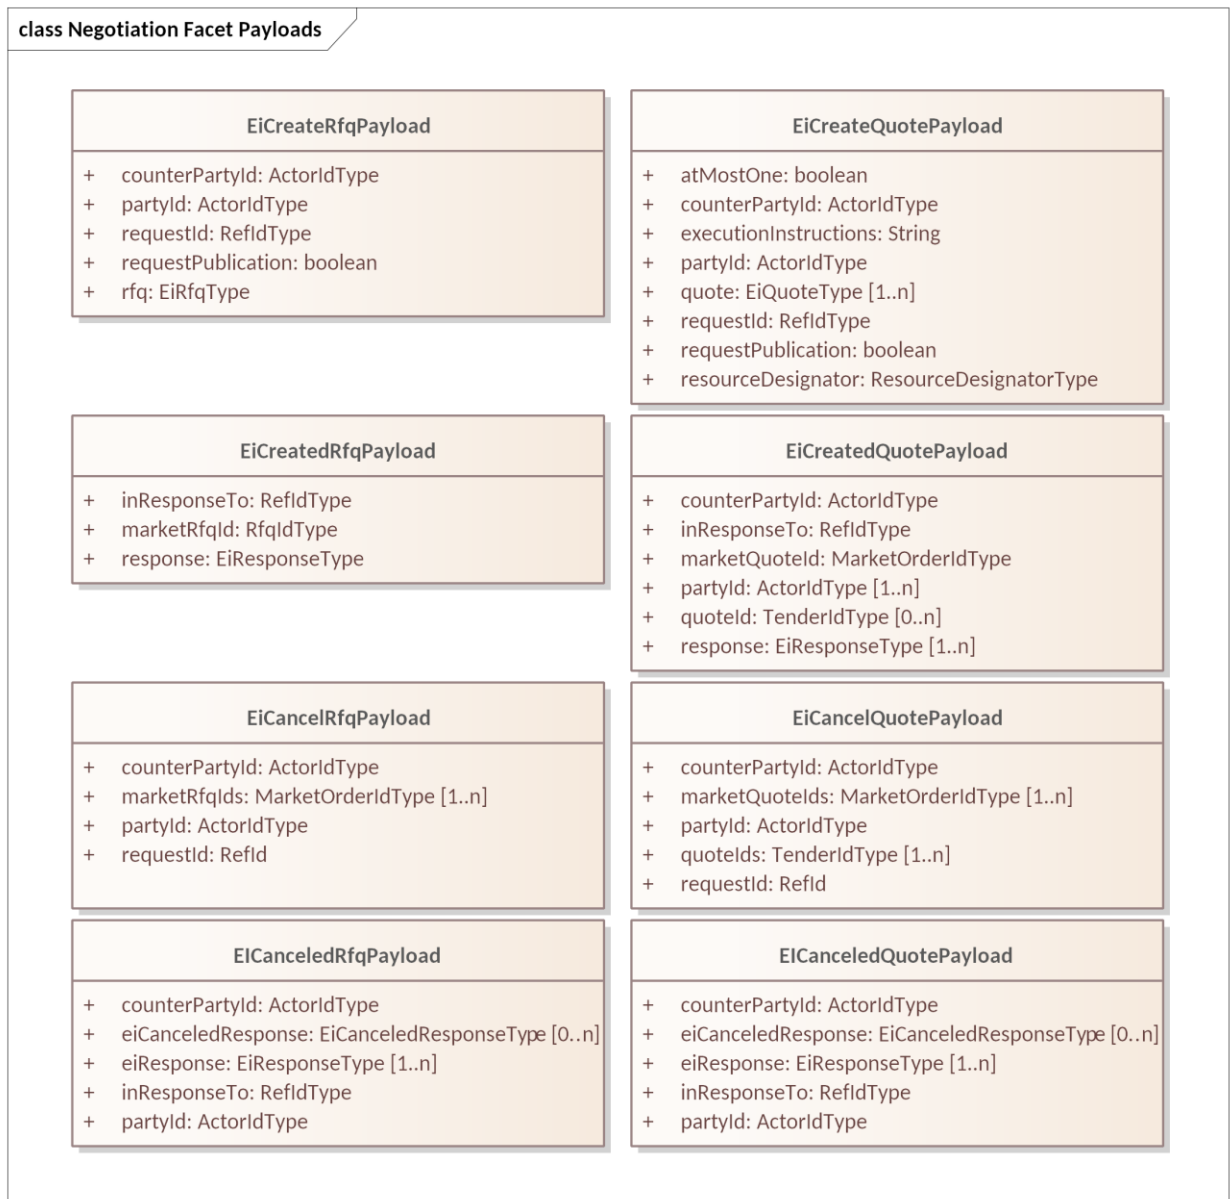 class Negotiation Facet Payloads
EiCreateRfqPayload
+ counterPartyId: ActorIdType
+ partyId: ActorIdType
+ requestId: RefIdType
+ requestPublication: boolean
+ rfq: EiRfqType
EiCreateQuotePayload
+ atMostOne: boolean
+ counterPartyId: ActorIdType
+ executionInstructions: String
+ partyId: ActorIdType
+ quote: EiQuoteType [1..n]
+ requestId: RefIdType
+ requestPublication: boolean
+ resourceDesignator: ResourceDesignatorType
EiCreatedRfqPayload
+ inResponseTo: RefIdType
+ marketRfqId: RfqIdType
+ response: EiResponseType
EiCreatedQuotePayload
+ counterPartyId: ActorIdType
+ inResponseTo: RefIdType
+ marketQuoteId: MarketOrderIdType
+ partyId: ActorIdType [1..n]
+ quoteId: TenderIdType [0..n]
+ response: EiResponseType [1..n]
EiCancelRfqPayload
+ counterPartyId: ActorIdType
+ marketRfqIds: MarketOrderIdType [1..n]
+ partyId: ActorIdType
+ requestId: RefId
EiCancelQuotePayload
+ counterPartyId: ActorIdType
+ marketQuoteIds: MarketOrderIdType [1..n]
+ partyId: ActorIdType
+ quoteIds: TenderIdType [1..n]
+ requestId: RefId
EICanceledRfqPayload
+ counterPartyId: ActorIdType
+ eiCanceledResponse: EiCanceledResponseType [0..n]
+ eiResponse: EiResponseType [1..n]
+ inResponseTo: RefIdType
+ partyId: ActorIdType
EICanceledQuotePayload
+ counterPartyId: ActorIdType
+ eiCanceledResponse: EiCanceledResponseType [0..n]
+ eiResponse: EiResponseType [1..n]
+ inResponseTo: RefIdType
+ partyId: ActorIdType